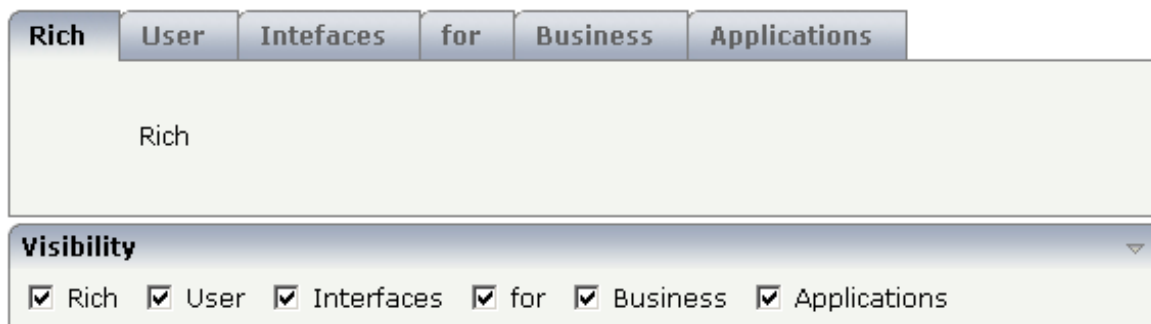 Rich User Intefaces for Business Applications
Rich
Visibility
Rich User Interfaces for Business Applications